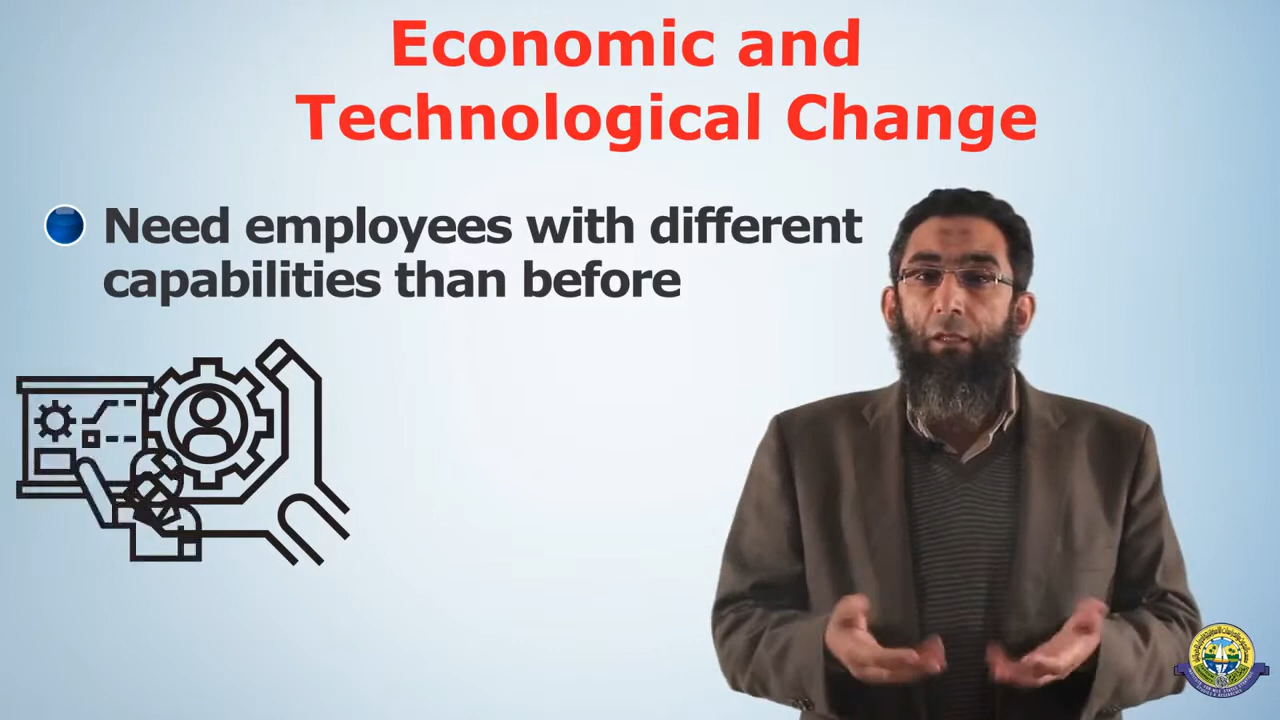 Economic and
Technological Change
Need employees with different
capabilities than before